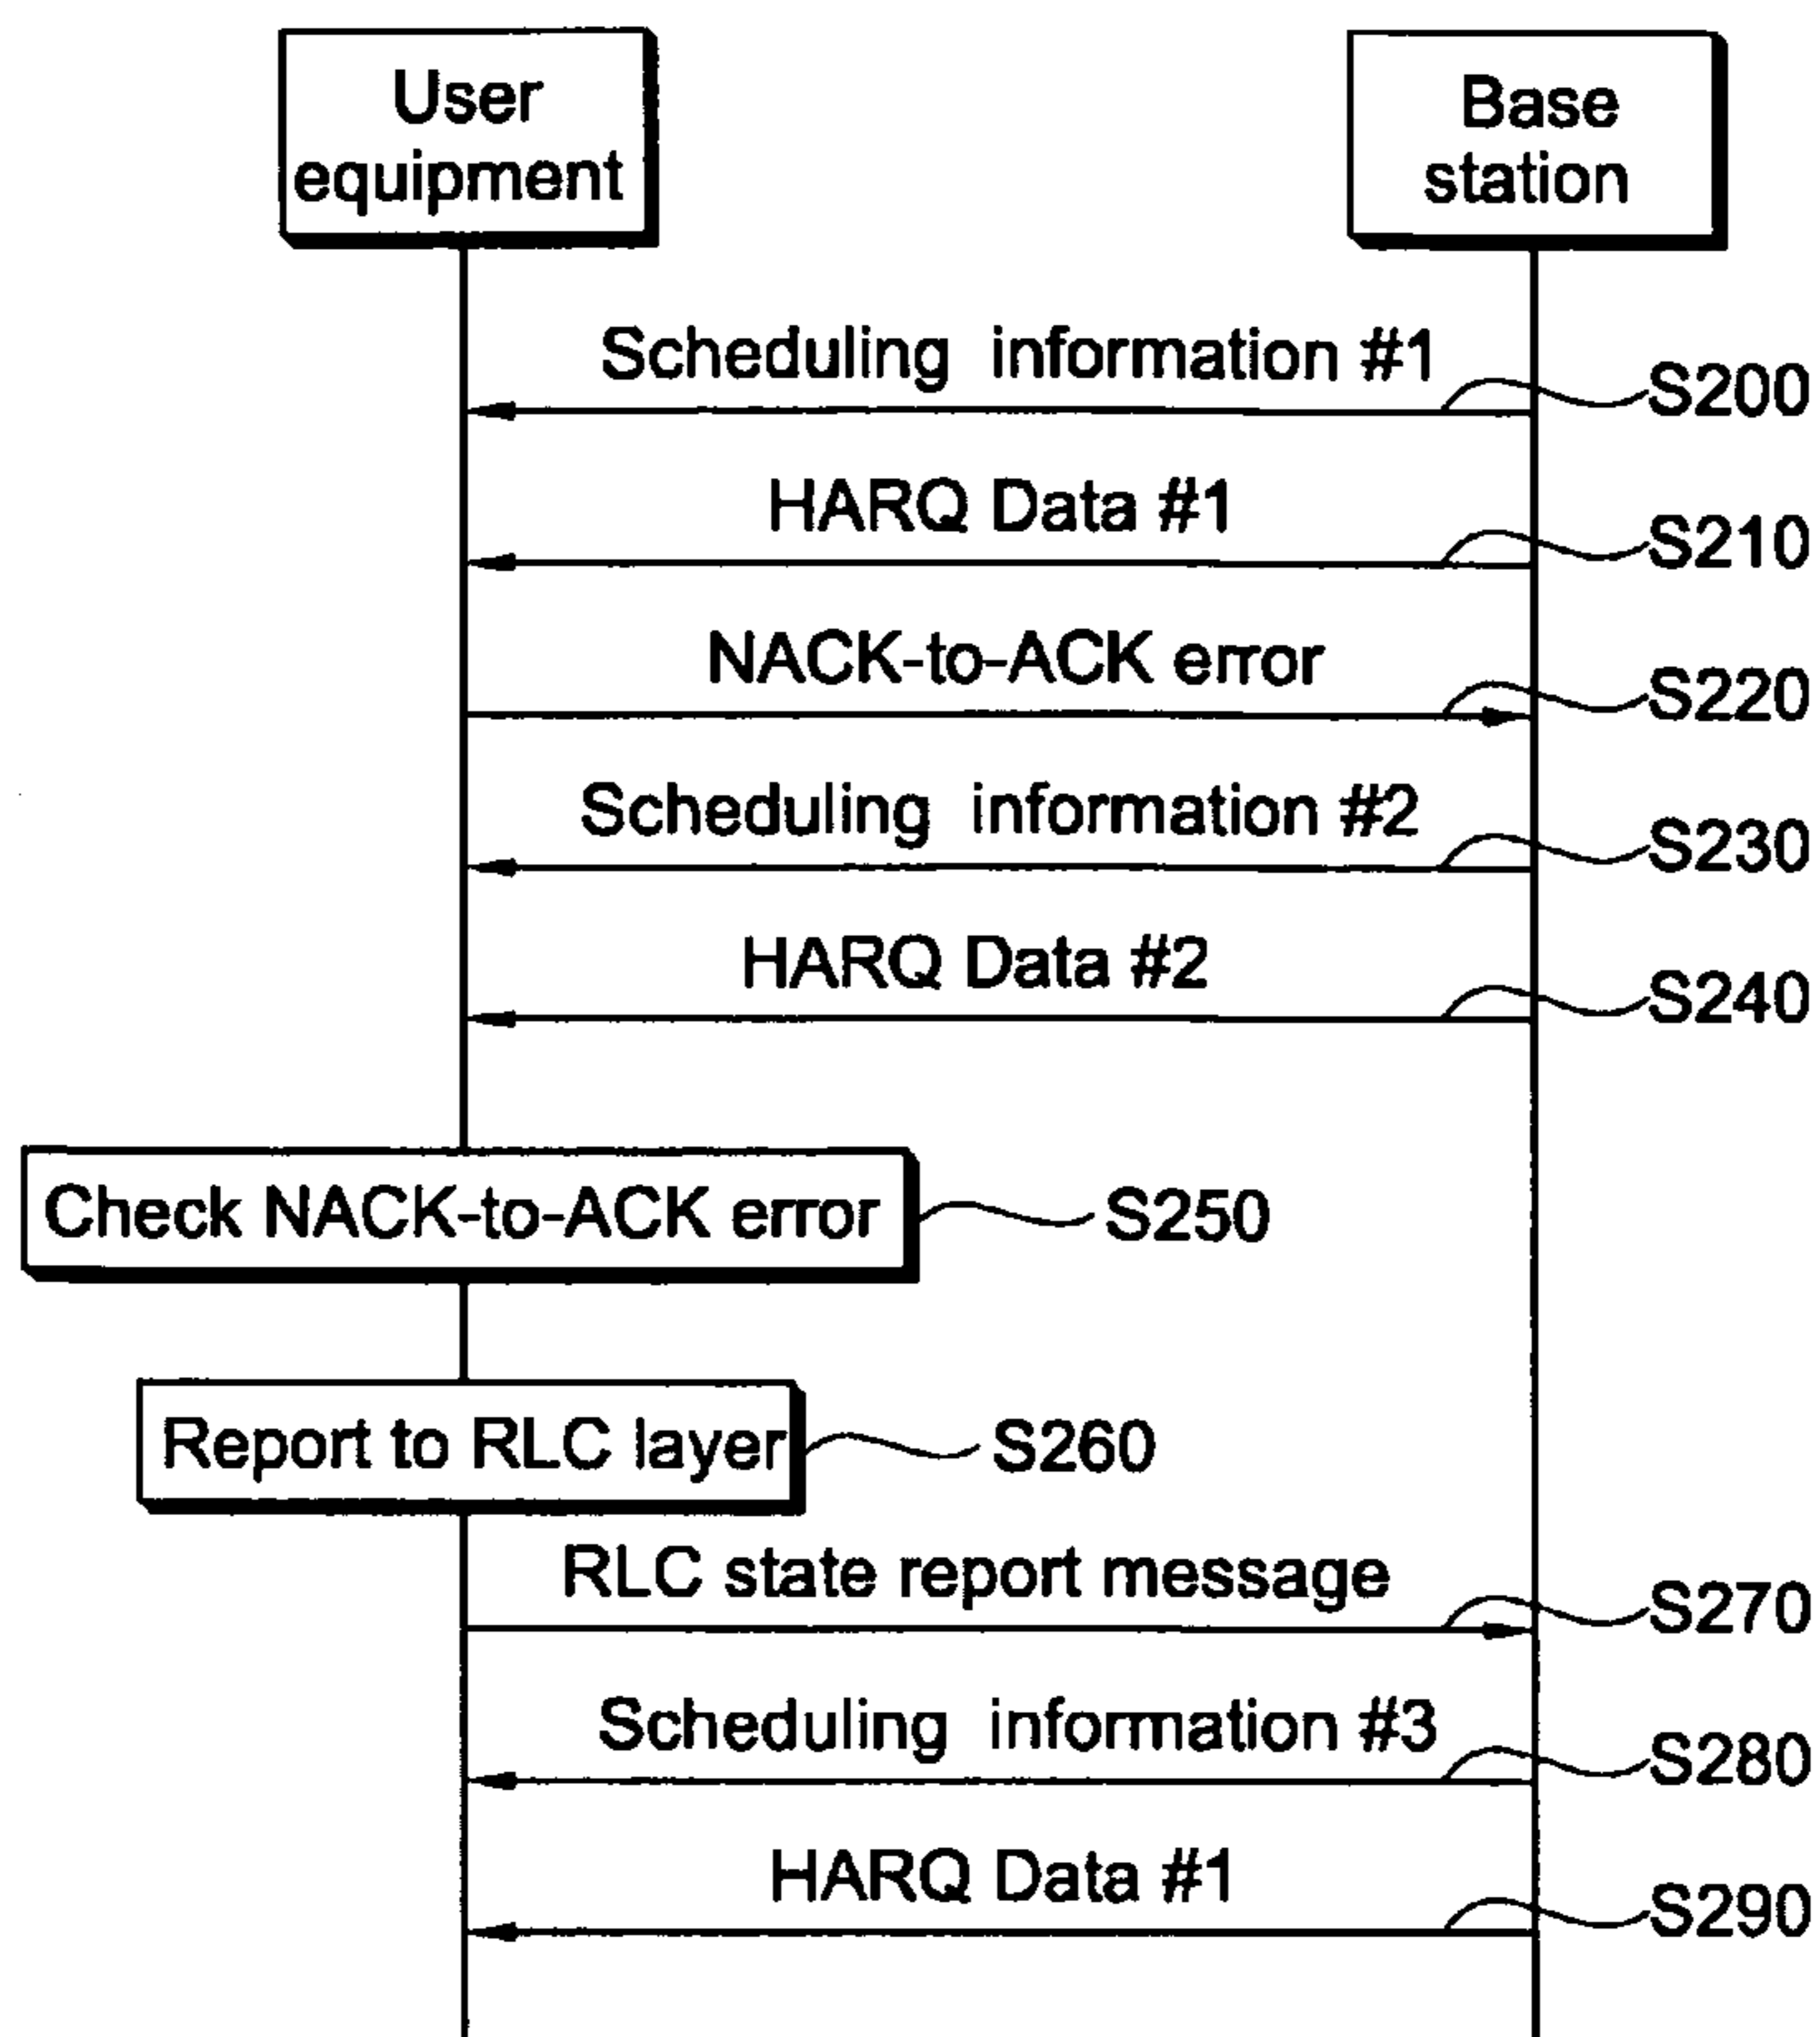 User
equipment
Base
station
Scheduling information #1
S200
HARQ Data #1
S210
NACK-to-ACK error
S220
Scheduling information #2
S230
HARQ Data #2
S240
Check NACK-to-ACK error
S250
Report to RLC layer
S260
RLC state report message
S270
Scheduling information #3
S280
HARQ Data #1
S290